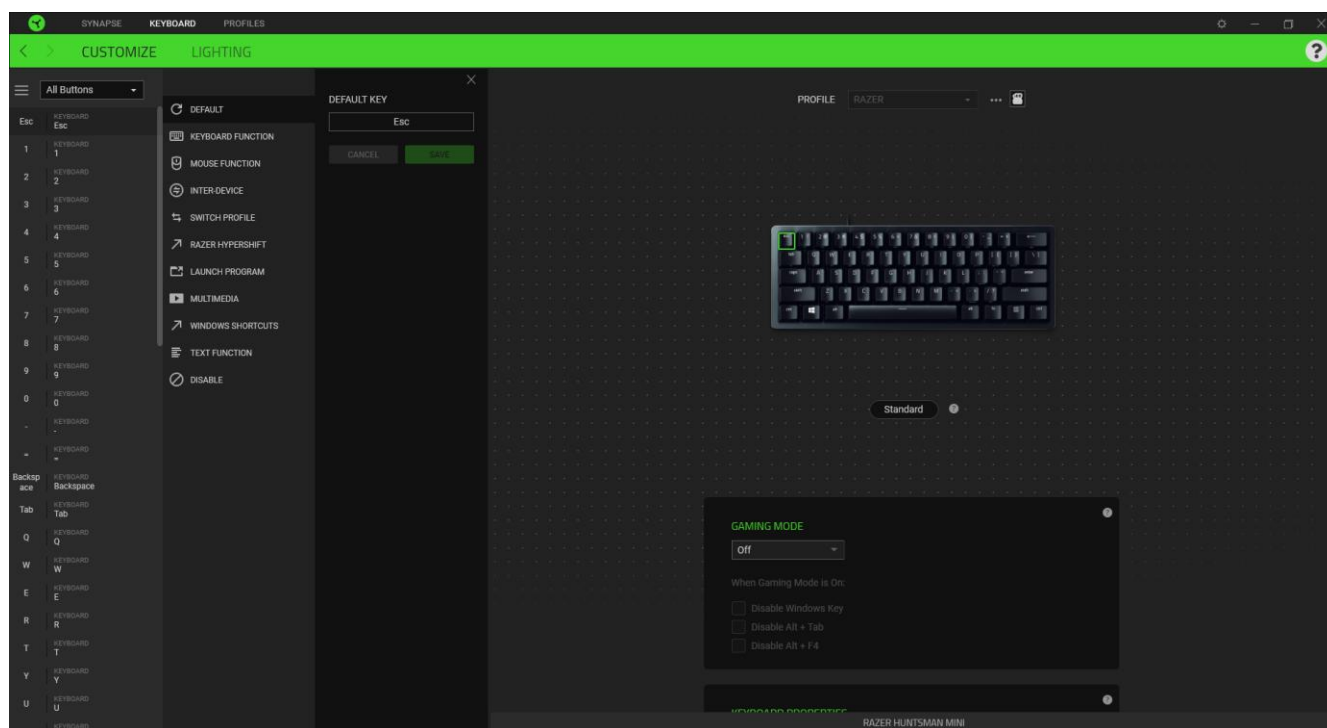 SYNAPSE KEYBOARD PROFILES
CUSTOMIZE LIGHTING
?
All Buttons
PROFILE RAZER
Esc KEYBOARD
Esc
1 KEYBOARD
1
2 KEYBOARD
2
3 KEYBOARD
3
4 KEYBOARD
4
5 KEYBOARD
5
6 KEYBOARD
6
7 KEYBOARD
7
8 KEYBOARD
8
9 KEYBOARD
9
0 KEYBOARD
0
- KEYBOARD
-
= KEYBOARD
=
Backsp
ace
KEYBOARD
Backspace
Tab KEYBOARD
Tab
Q KEYBOARD
Q
W KEYBOARD
W
E KEYBOARD
E
R KEYBOARD
R
T KEYBOARD
T
Y KEYBOARD
Y
U KEYBOARD
U
KEYBOARD
DEFAULT
KEYBOARD FUNCTION
MOUSE FUNCTION
INTER-DEVICE
SWITCH PROFILE
RAZER HYPERSHIFT
LAUNCH PROGRAM
MULTIMEDIA
WINDOWS SHORTCUTS
TEXT FUNCTION
DISABLE
DEFAULT KEY
Esc
CANCEL SAVE
Standard ?
GAMING MODE ?
Off
When Gaming Mode is On:
Disable Windows Key
Disable Alt + Tab
Disable Alt + F4
KEYBOARD PROPERTIES ?
RAZER HUNTSMAN MINI